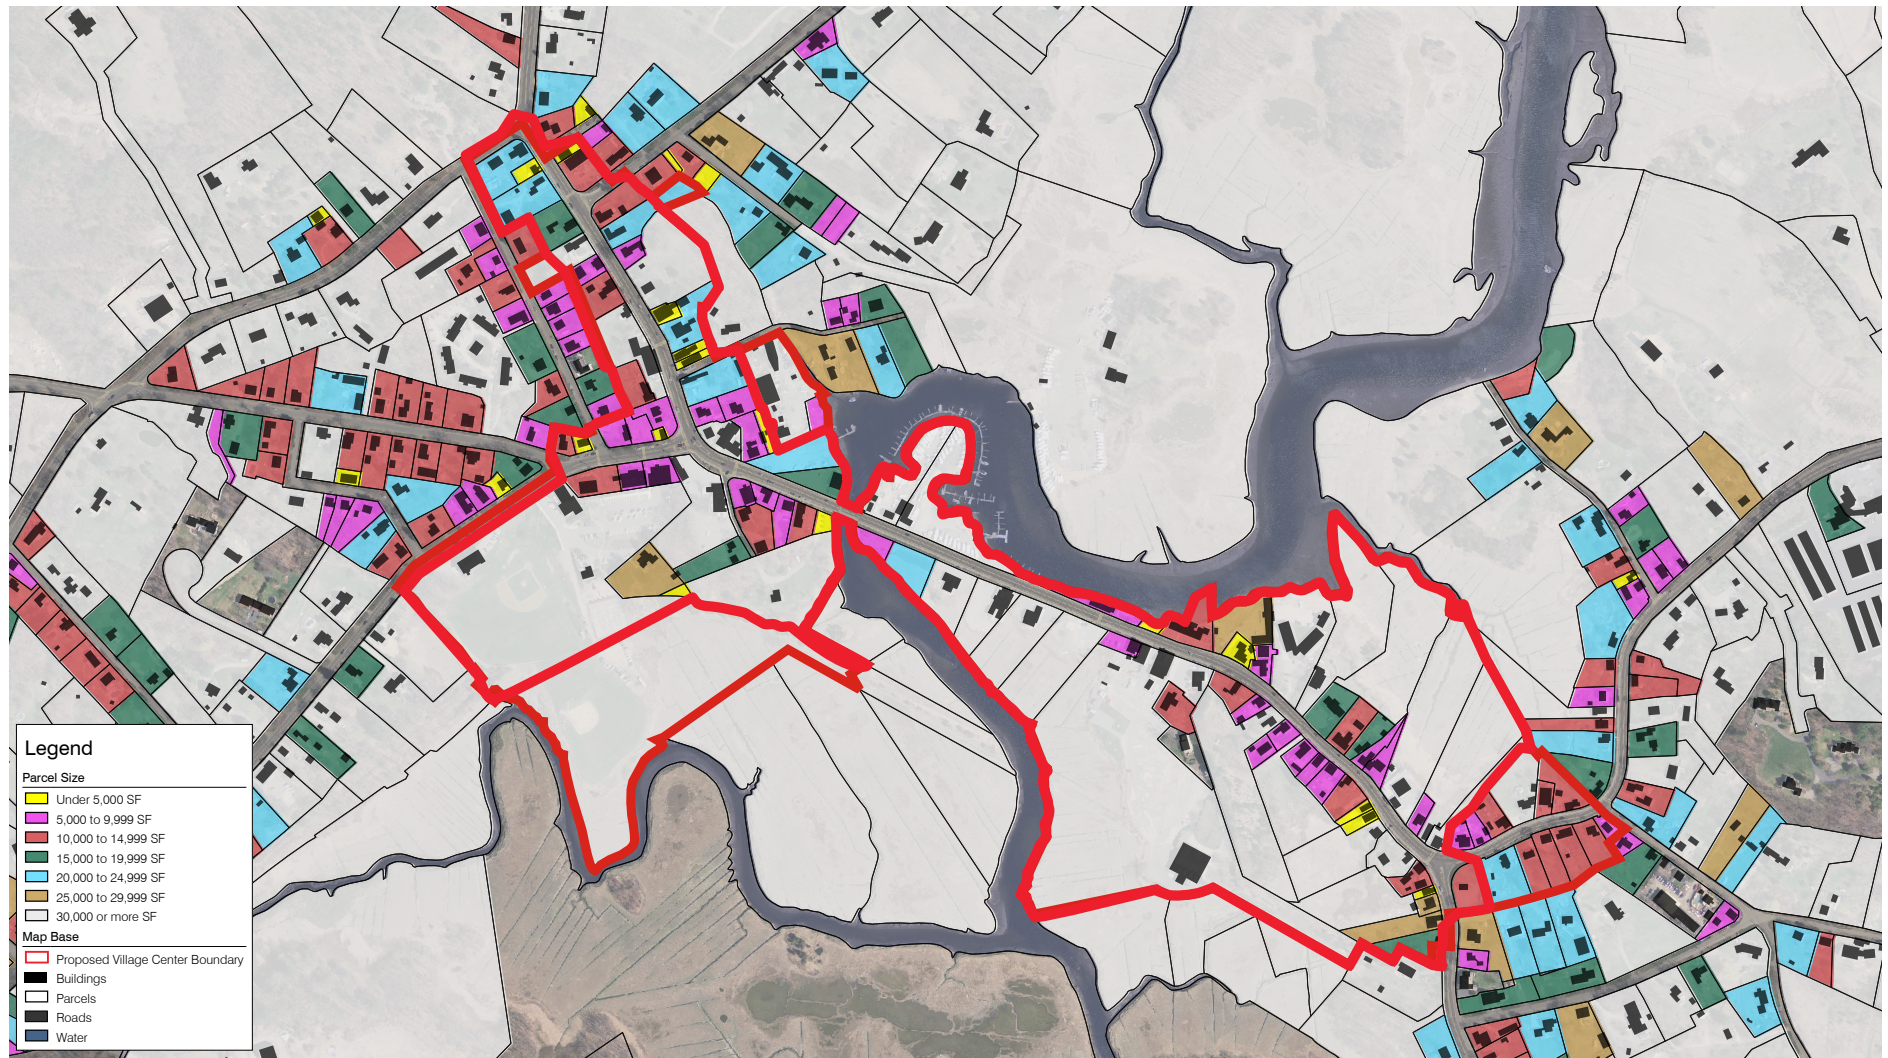 Legend
Parcel Size
Under 5,000 SF
5,000 to 9,999 SF
10,000 to 14,999 SF
15,000 to 19,999 SF
20,000 to 24,999 SF
25,000 to 29,999 SF
30,000 or more SF
Map Base
Proposed Village Center Boundary
Buildings
Parcels
Roads
Water